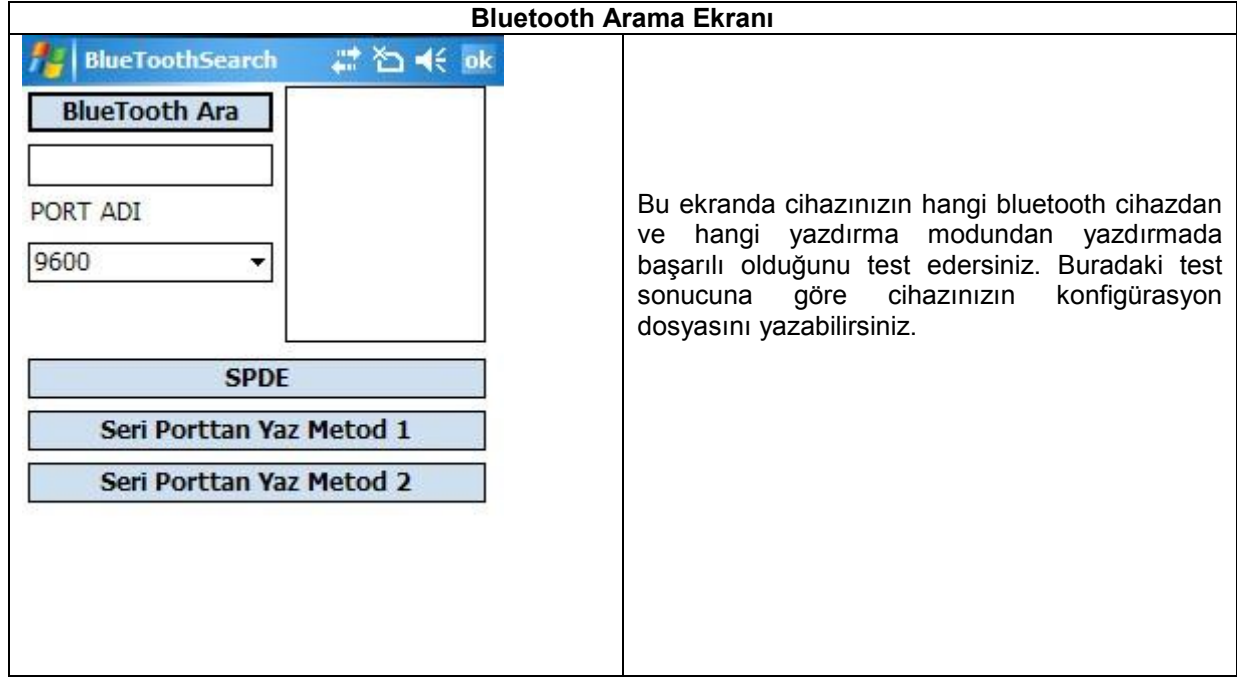 Bluetooth Arama Ekranı
BlueToothSearch ok
BlueTooth Ara
PORT ADI
9600
SPDE
Seri Porttan Yaz Metod 1
Seri Porttan Yaz Metod 2
Bu ekranda cihazınızın hangi bluetooth cihazdan
ve hangi yazdırma modundan yazdırmada
başarılı olduğunu test edersiniz. Buradaki test
sonucuna göre cihazınızın konfigürasyon
dosyasını yazabilirsiniz.